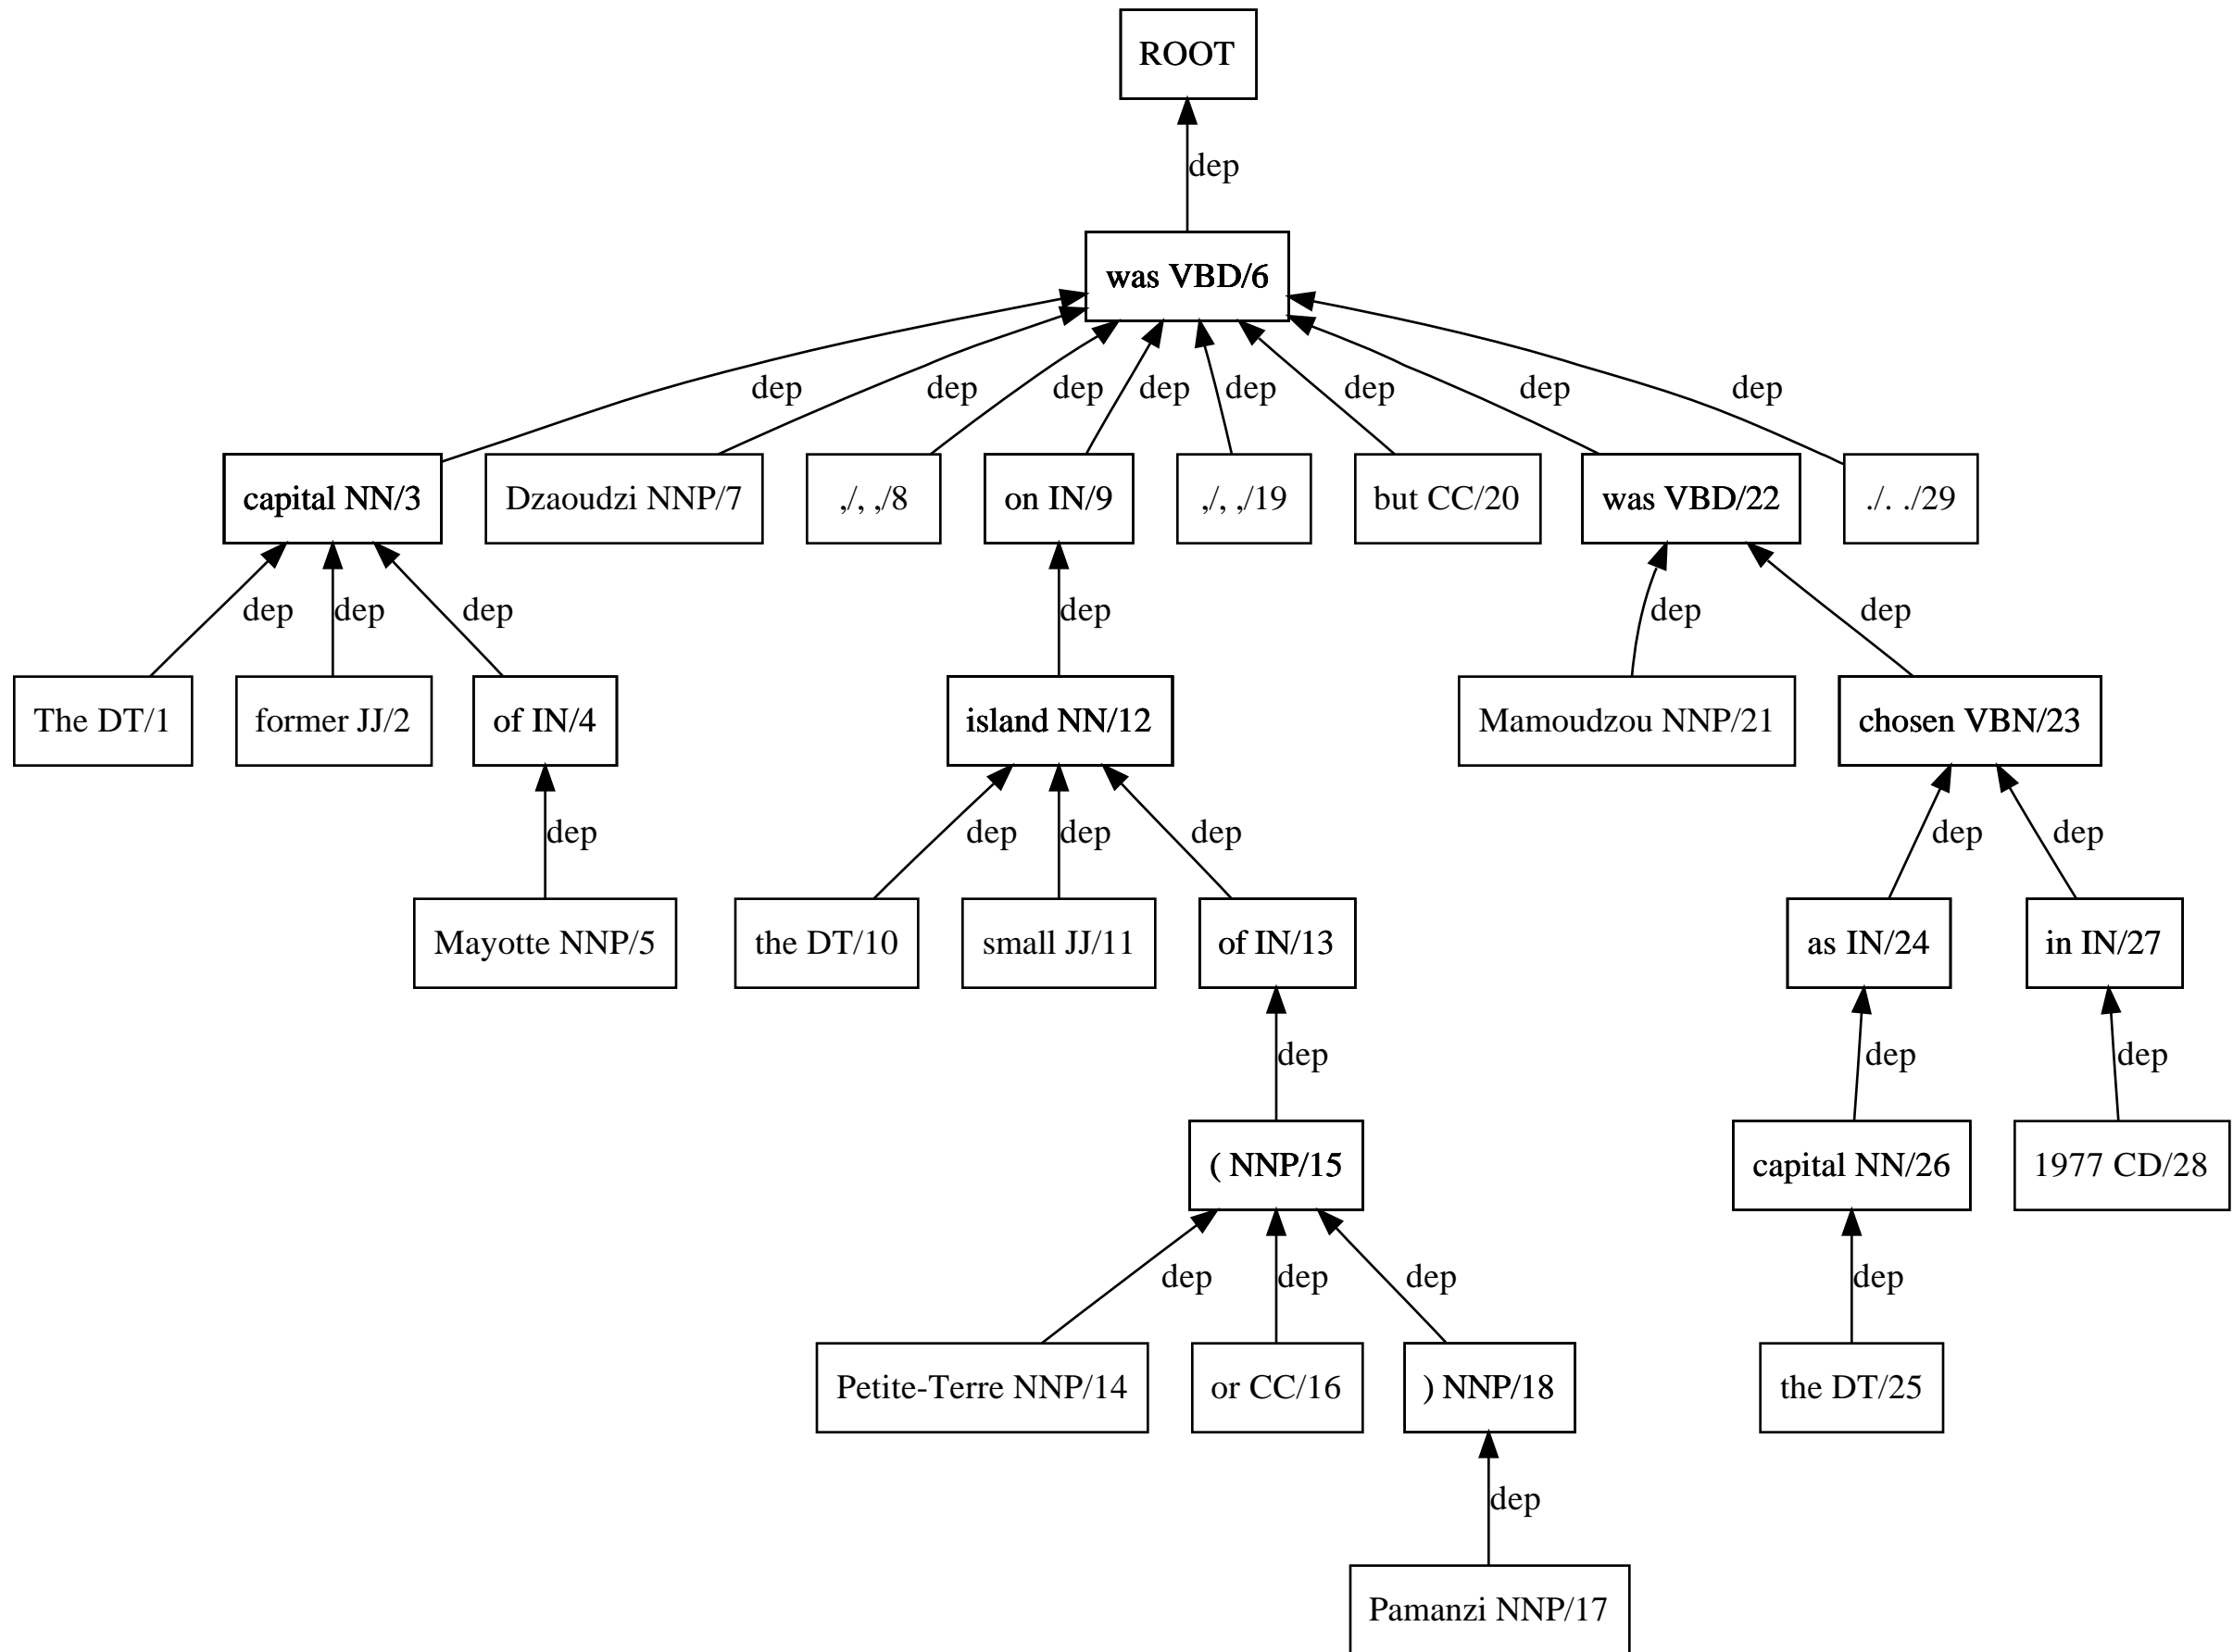 ROOT
dep
was VBD/6
dep dep dep dep dep dep dep dep
capital NN/3 Dzaoudzi NNP/7 ,/, ,/8 on IN/9 ,/, ,/19 but CC/20 was VBD/22 ./. ./29
dep dep dep dep dep dep
The DT/1 former JJ/2 of IN/4 island NN/12 Mamoudzou NNP/21 chosen VBN/23
dep dep dep dep dep dep
Mayotte NNP/5 the DT/10 small JJ/11 of IN/13 as IN/24 in IN/27
dep dep dep
( NNP/15 capital NN/26 1977 CD/28
dep dep dep dep
Petite-Terre NNP/14 or CC/16 ) NNP/18 the DT/25
dep
Pamanzi NNP/17